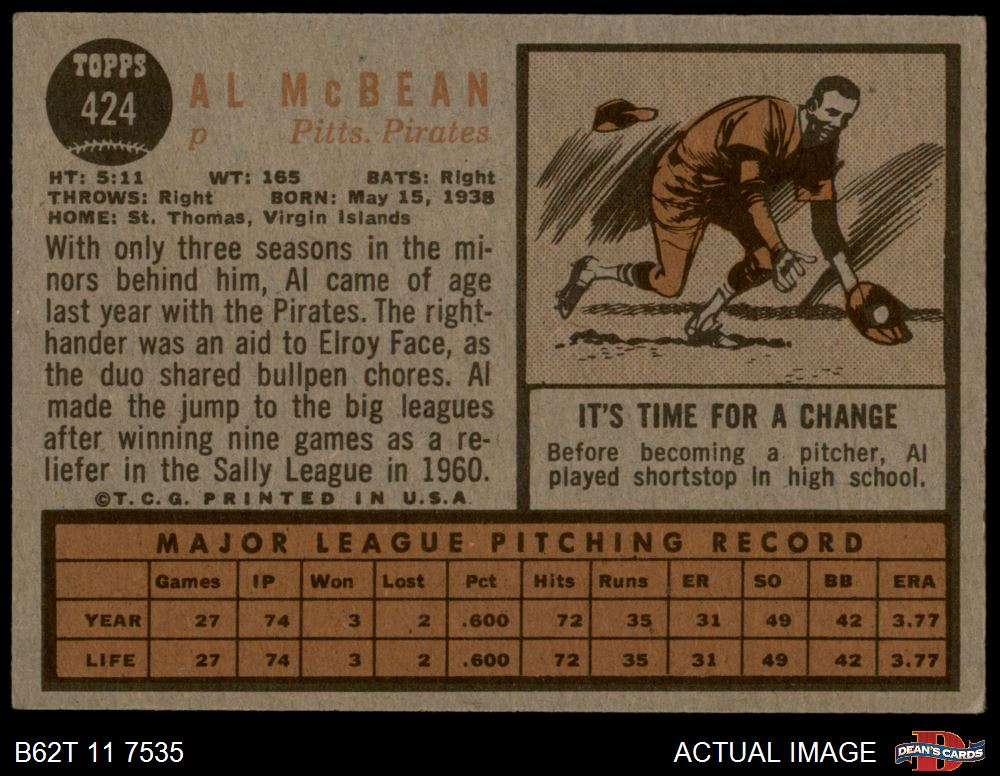 TOPPS
424
AL McBEAN
p Pitts. Pirates
HT: 5:11 WT: 165 BATS: Right
THROWS: Right BORN: May 15, 1938
HOME: St. Thomas, Virgin Islands
With only three seasons in the mi-
nors behind him, Al came of age
last year with the Pirates. The right-
hander was an aid to Elroy Face, as
the duo shared bullpen chores. Al
made the jump to the big leagues
after winning nine games as a re-
liefer in the Sally League in 1960.
©T.C.G. PRINTED IN U.S.A.
IT'S TIME FOR A CHANGE
Before becoming a pitcher, Al
played shortstop in high school.
MAJOR LEAGUE PITCHING RECORD
Games IP Won Lost Pct Hits Runs ER SO BB ERA
YEAR 27 74 3 2 .600 72 35 31 49 42 3.77
LIFE 27 74 3 2 .600 72 35 31 49 42 3.77
B62T 11 7535
ACTUAL IMAGE
D
DEAN'S CARDS